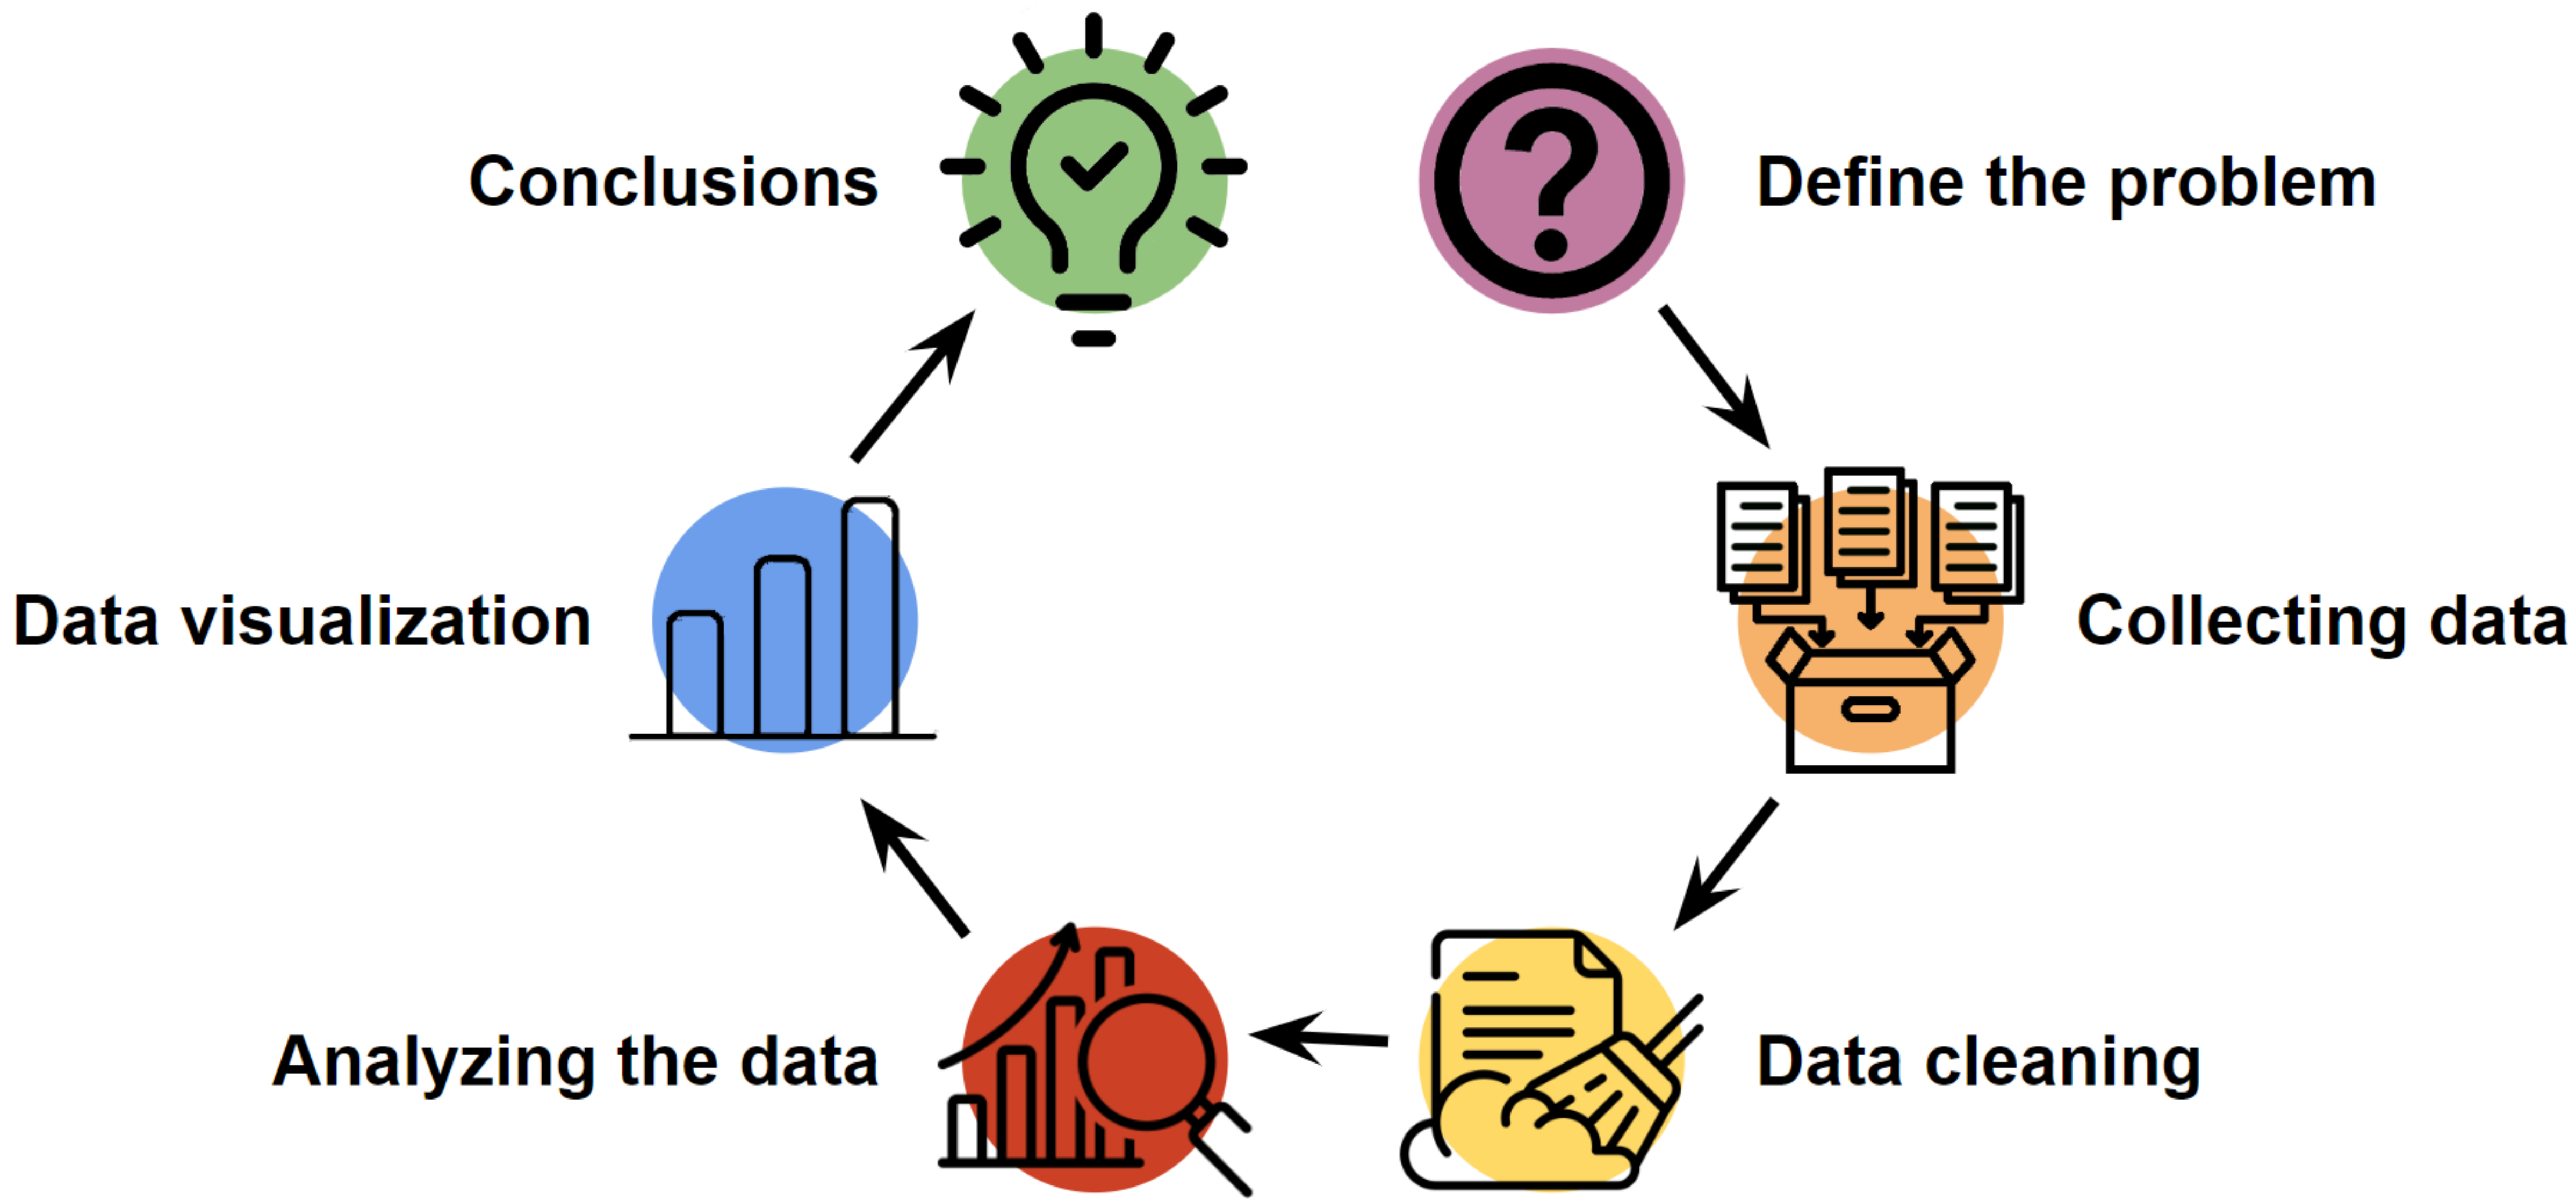 Conclusions
Define the problem
Data visualization
Collecting data
Analyzing the data
Data cleaning